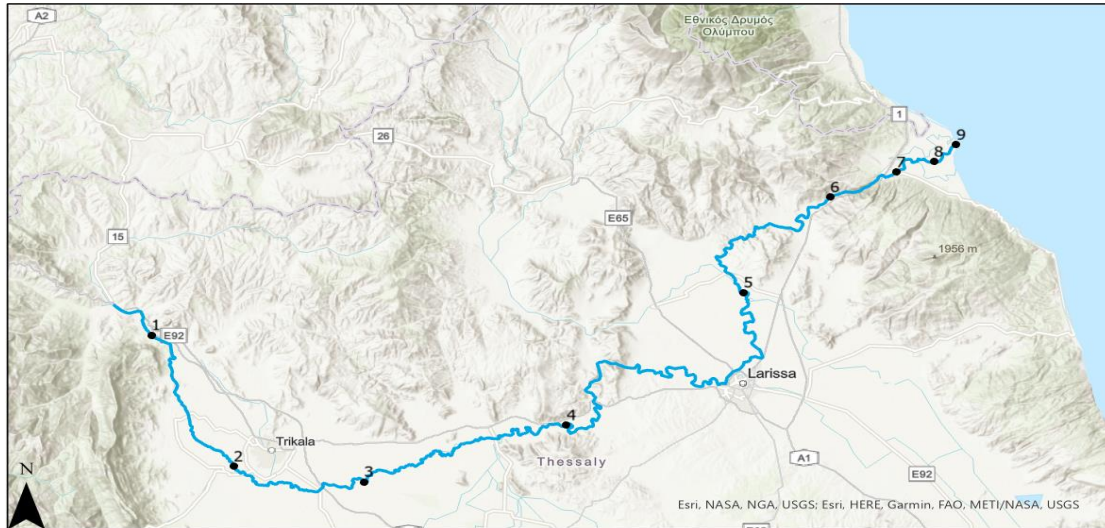 A2
Εθνικός Δρυμός
Ολύμπου
1
9
8
7
26
6
15
E65
1956 m
5
1
E92
Larissa
4
Trikala
2
Thessaly
3
A1
E92
N
Esri, NASA, NGA, USGS; Esri, HERE, Garmin, FAO, METI/NASA, USGS